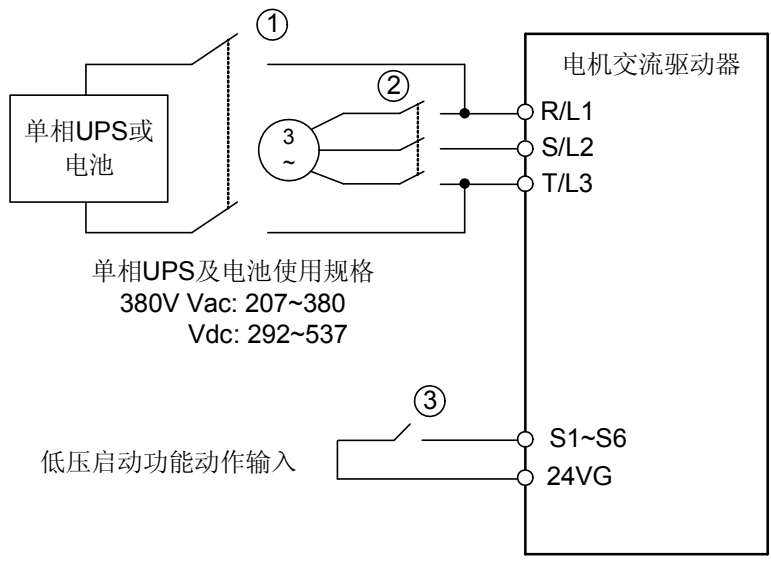 ①
电机交流驱动器
②
单相UPS或
电池
3
~
R/L1
S/L2
T/L3
单相UPS及电池使用规格
380V Vac: 207~380
Vdc: 292~537
③
低压启动功能动作输入
S1~S6
24VG